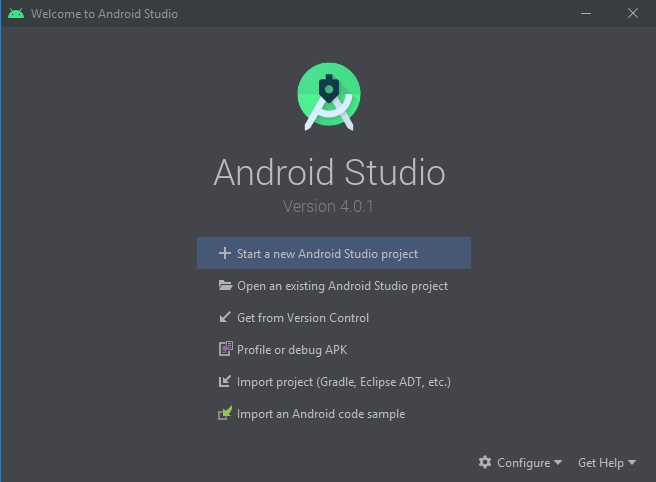 Welcome to Android Studio
Android Studio
Version 4.0.1
Start a new Android Studio project
Open an existing Android Studio project
Get from Version Control
Profile or debug APK
Import project (Gradle, Eclipse ADT, etc.)
Import an Android code sample
Configure Get Help